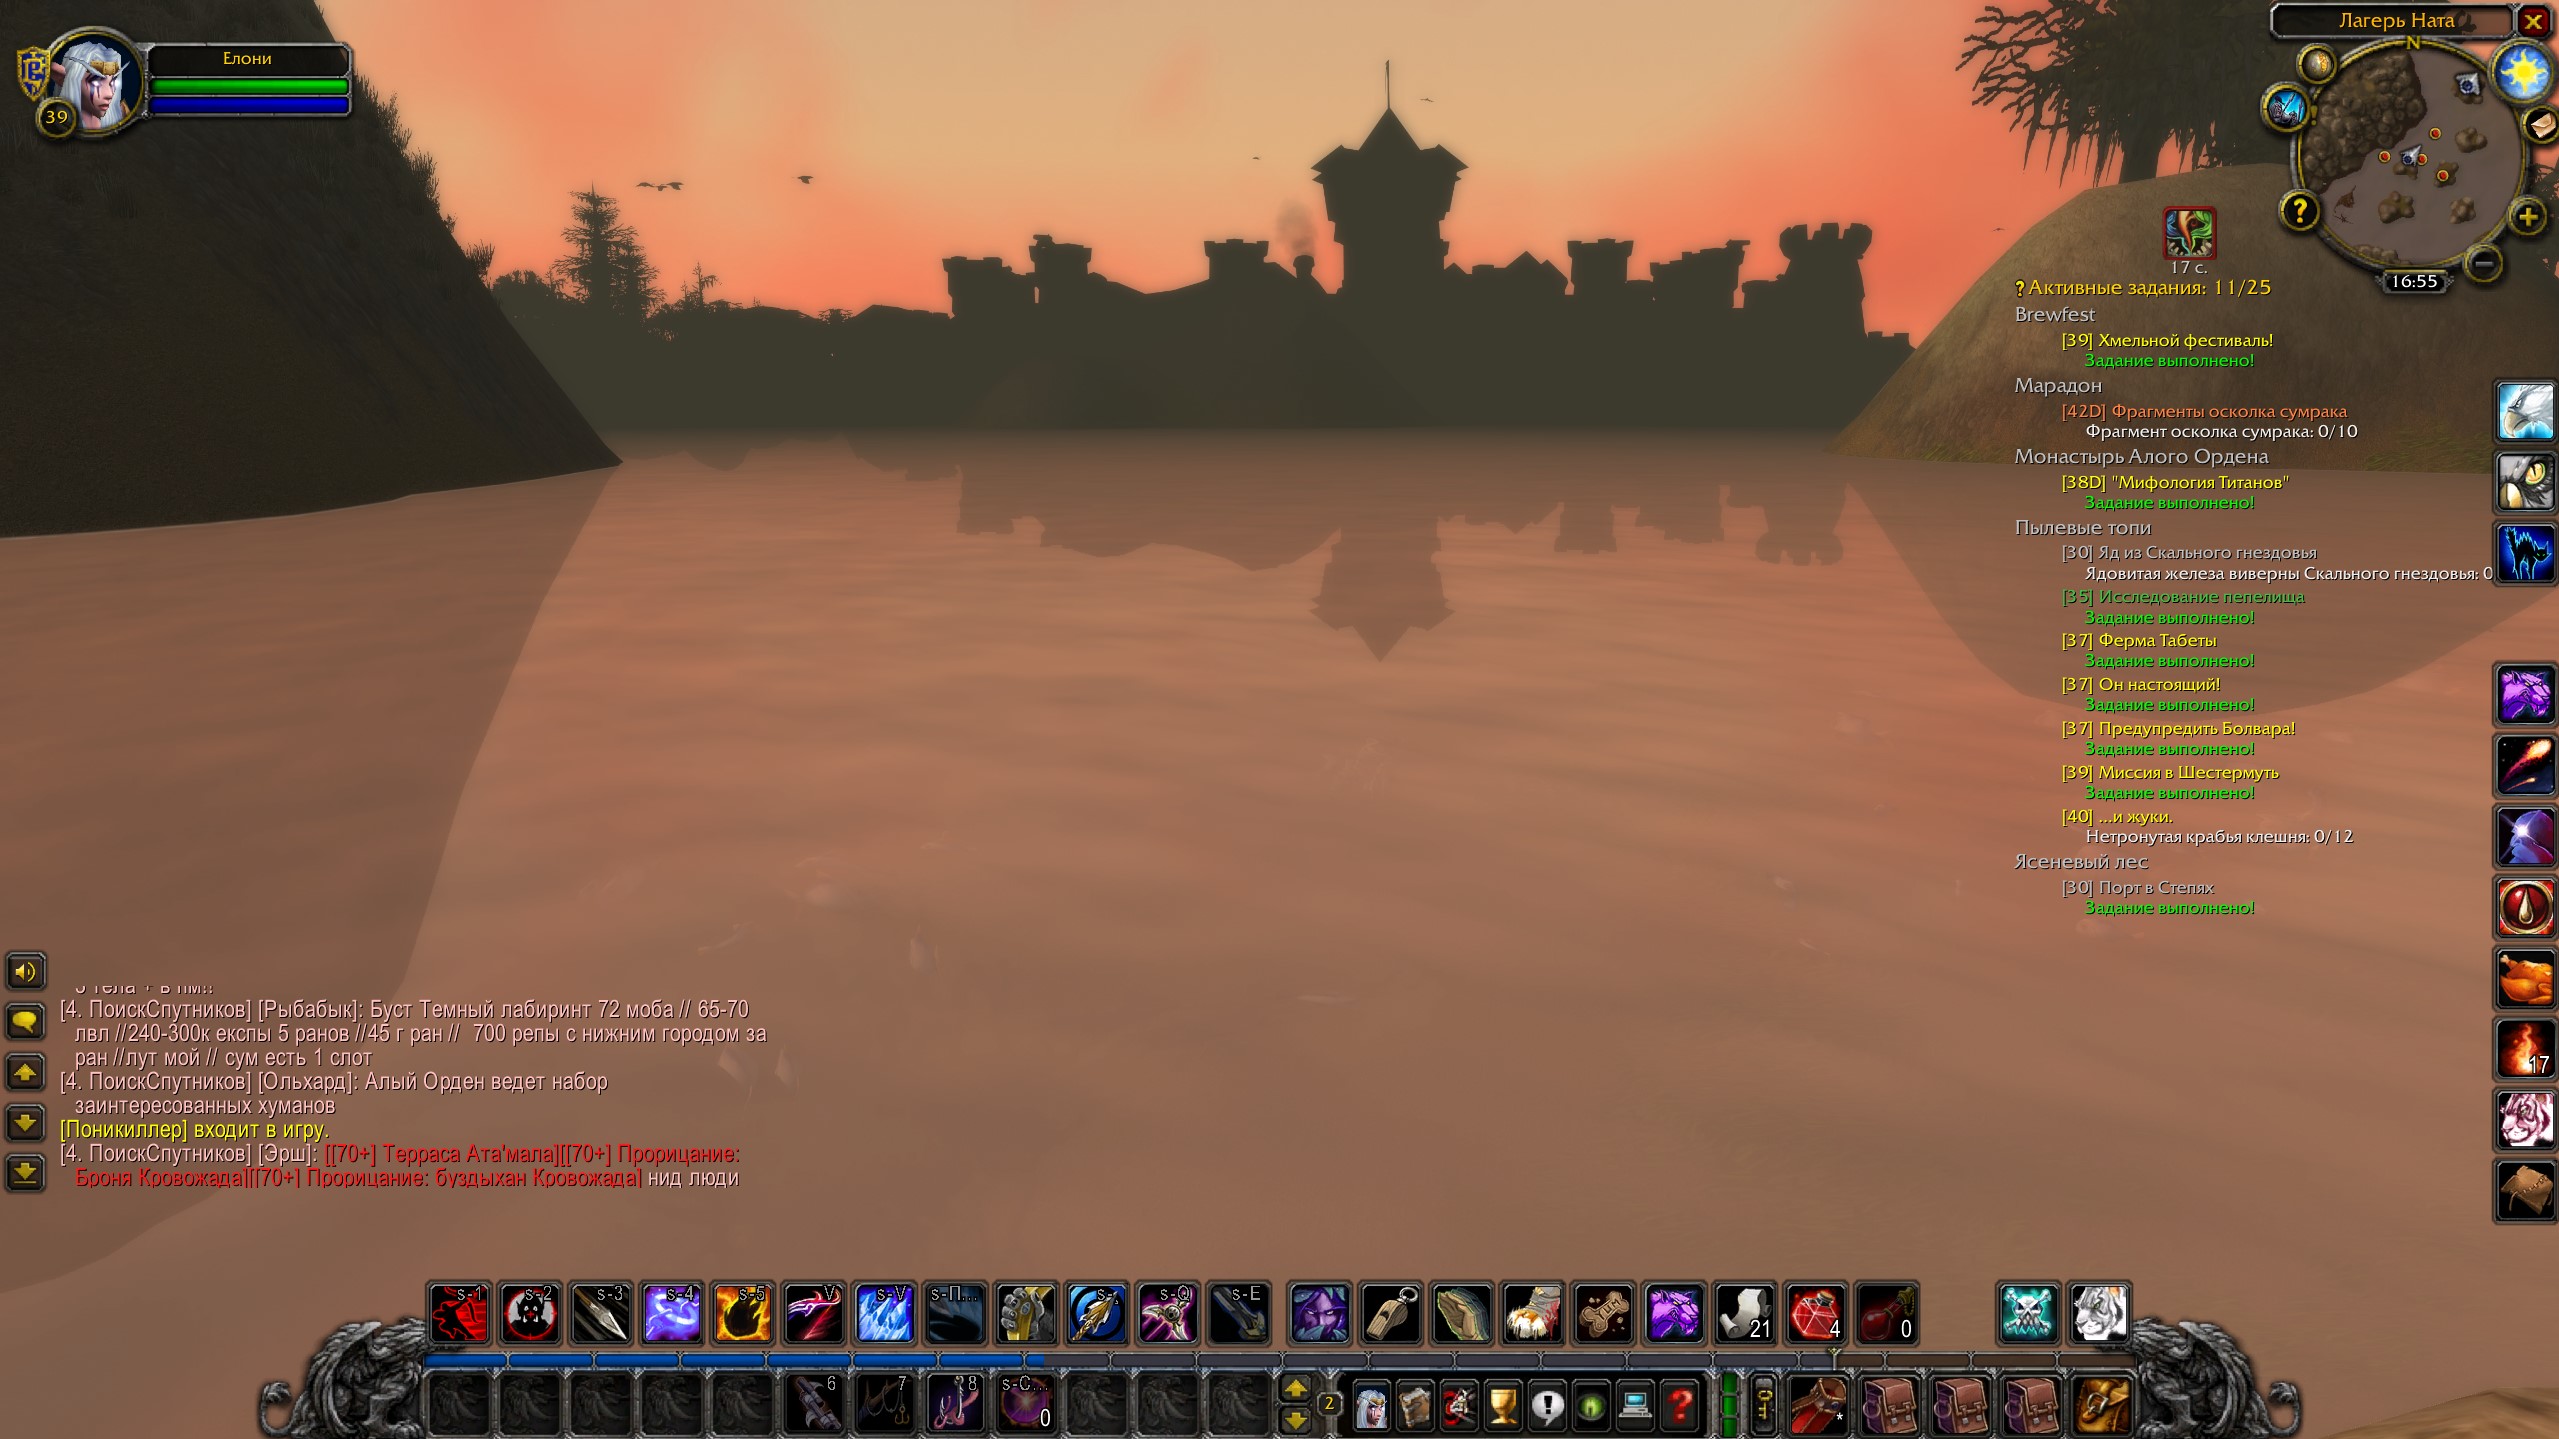 Елони
39
Лагерь Ната
N
16:55
17 с.
Активные задания: 11/25
Brewfest
[39] Хмельной фестиваль!
Задание выполнено!
Марадон
[42D] Фрагменты осколка сумрака
Фрагмент осколка сумрака: 0/10
Монастырь Алого Ордена
[38D] "Мифология Титанов"
Задание выполнено!
Пылевые топи
[30] Яд из Скального гнездовья
Ядовитая железа виверны Скального гнездовья: 0
[35] Исследование пепелища
Задание выполнено!
[37] Ферма Табеты
Задание выполнено!
[37] Он настоящий!
Задание выполнено!
[37] Предупредить Болвара!
Задание выполнено!
[39] Миссия в Шестермуть
Задание выполнено!
[40] ...и жуки.
Нетронутая крабья клешня: 0/12
Ясеневый лес
[30] Порт в Степях
Задание выполнено!
17
[4. ПоискСпутников] [Рыбабык]: Буст Темный лабиринт 72 моба // 65-70
лвл //240-300к експы 5 ранов //45 г ран // 700 репы с нижним городом за
ран //лут мой // сум есть 1 слот
[4. ПоискСпутников] [Ольхард]: Алый Орден ведет набор
заинтересованных хуманов
[Поникиллер] входит в игру.
[4. ПоискСпутников] [Эрш]: [[70+] Терраса Ата'мала][[70+] Прорицание:
Броня Кровожада][[70+] Прорицание: буздыхан Кровожада] нид люди
s-1 s-2 s-3 s-4 s-5 V s-V s-П... s-Q s-E 21 4 0
6 7 8 s-C... 0 2